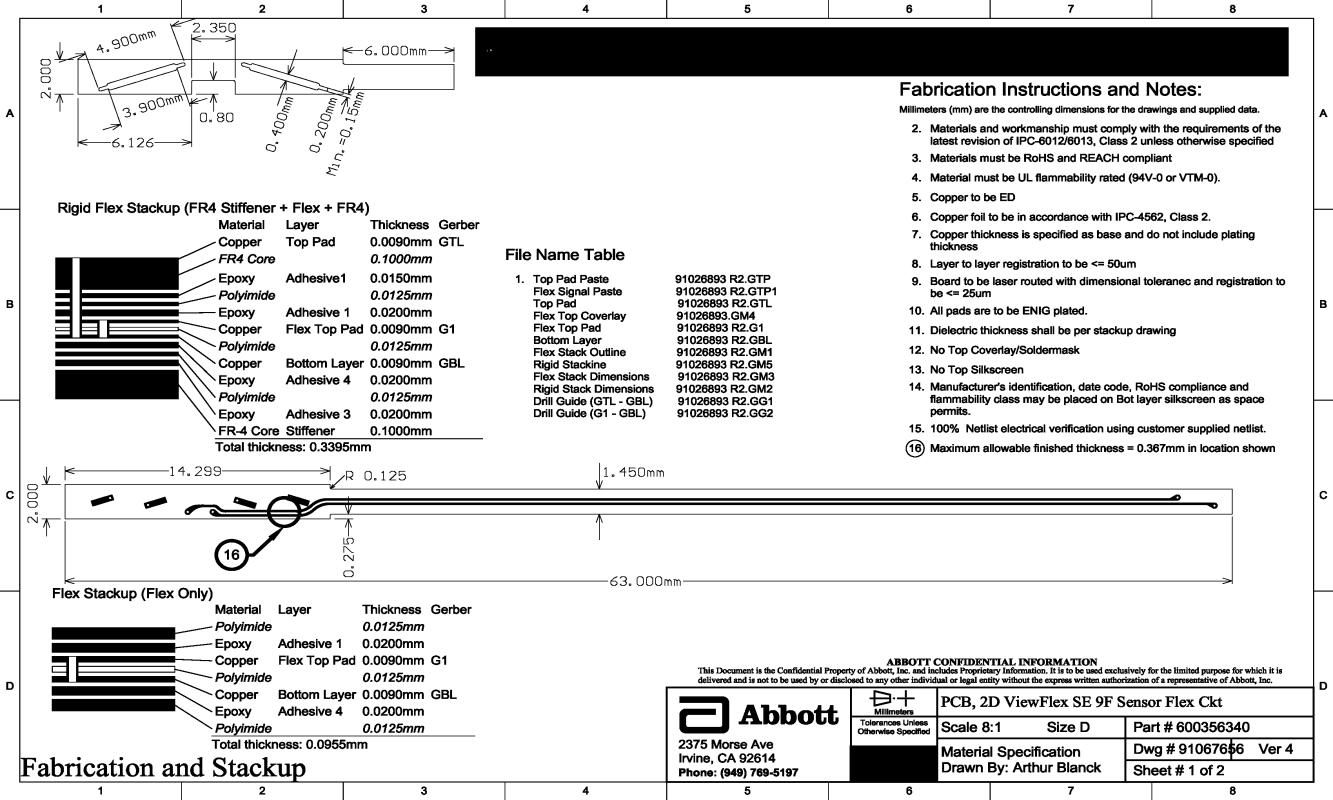 1 2 3 4 5 6 7 8
A
B
C
D
A
B
C
D
4.900mm
2.350
6.000mm
2.000
3.900mm
0.80
6.126
0.400mm
0.200mm
Min.=0.15mm
Fabrication Instructions and Notes:
Millimeters (mm) are the controlling dimensions for the drawings and supplied data.
2. Materials and workmanship must comply with the requirements of the
latest revision of IPC-6012/6013, Class 2 unless otherwise specified
3. Materials must be RoHS and REACH compliant
4. Material must be UL flammability rated (94V-0 or VTM-0).
5. Copper to be ED
6. Copper foil to be in accordance with IPC-4562, Class 2.
7. Copper thickness is specified as base and do not include plating
thickness
8. Layer to layer registration to be <= 50um
9. Board to be laser routed with dimensional toleranec and registration to
be <= 25um
10. All pads are to be ENIG plated.
11. Dielectric thickness shall be per stackup drawing
12. No Top Coverlay/Soldermask
13. No Top Silkscreen
14. Manufacturer's identification, date code, RoHS compliance and
flammability class may be placed on Bot layer silkscreen as space
permits.
15. 100% Netlist electrical verification using customer supplied netlist.
16 Maximum allowable finished thickness = 0.367mm in location shown
Rigid Flex Stackup (FR4 Stiffener + Flex + FR4)
Material Layer Thickness Gerber
Copper Top Pad 0.0090mm GTL
FR4 Core 0.1000mm
Epoxy Adhesive1 0.0150mm
Polyimide 0.0125mm
Epoxy Adhesive 1 0.0200mm
Copper Flex Top Pad 0.0090mm G1
Polyimide 0.0125mm
Copper Bottom Layer 0.0090mm GBL
Epoxy Adhesive 4 0.0200mm
Polyimide 0.0125mm
Epoxy Adhesive 3 0.0200mm
FR-4 Core Stiffener 0.1000mm
Total thickness: 0.3395mm
File Name Table
1. Top Pad Paste 91026893 R2.GTP
Flex Signal Paste 91026893 R2.GTP1
Top Pad 91026893 R2.GTL
Flex Top Coverlay 91026893.GM4
Flex Top Pad 91026893 R2.G1
Bottom Layer 91026893 R2.GBL
Flex Stack Outline 91026893 R2.GM1
Rigid Stackine 91026893 R2.GM5
Flex Stack Dimensions 91026893 R2.GM3
Rigid Stack Dimensions 91026893 R2.GM2
Drill Guide (GTL - GBL) 91026893 R2.GG1
Drill Guide (G1 - GBL) 91026893 R2.GG2
14.299
R 0.125
1.450mm
2.000
16
0.275
63.000mm
Flex Stackup (Flex Only)
Material Layer Thickness Gerber
Polyimide 0.0125mm
Epoxy Adhesive 1 0.0200mm
Copper Flex Top Pad 0.0090mm G1
Polyimide 0.0125mm
Copper Bottom Layer 0.0090mm GBL
Epoxy Adhesive 4 0.0200mm
Polyimide 0.0125mm
Total thickness: 0.0955mm
Fabrication and Stackup
ABBOTT CONFIDENTIAL INFORMATION
This Document is the Confidential Property of Abbott, Inc. and includes Proprietary Information. It is to be used exclusively for the limited purpose for which it is
delivered and is not to be used by or disclosed to any other individual or legal entity without the express written authorization of a representative of Abbott, Inc.
Abbott
2375 Morse Ave
Irvine, CA 92614
Phone: (949) 769-5197
Millimeters
Tolerances Unless
Otherwise Specified
PCB, 2D ViewFlex SE 9F Sensor Flex Ckt
Scale 8:1 Size D Part # 600356340
Material Specification
Drawn By: Arthur Blanck
Dwg # 91067656 Ver 4
Sheet # 1 of 2
1 2 3 4 5 6 7 8